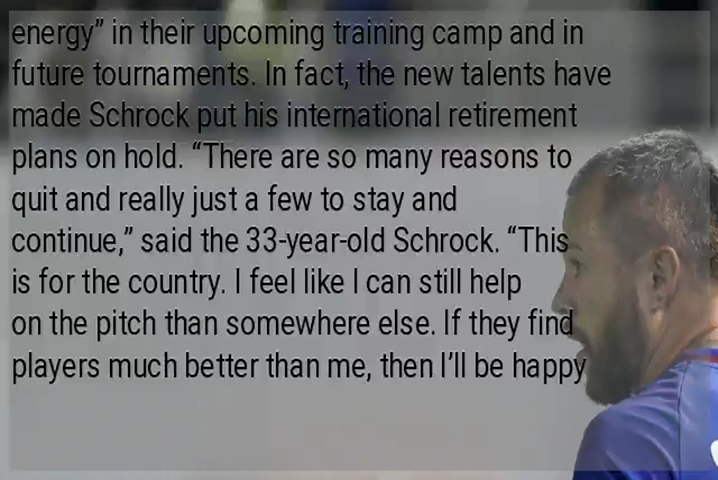 energy” in their upcoming training camp and in
future tournaments. In fact, the new talents have
made Schrock put his international retirement
plans on hold. “There are so many reasons to
quit and really just a few to stay and
continue,” said the 33-year-old Schrock. “This
is for the country. I feel like I can still help
on the pitch than somewhere else. If they find
players much better than me, then I’ll be happy